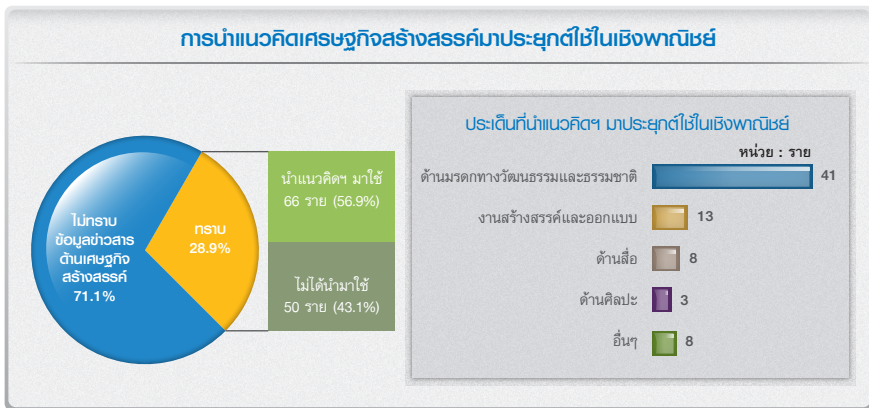 การนำแนวคิดเศรษฐกิจสร้างสรรค์มาประยุกต์ใช้ในเชิงพาณิชย์
ไม่ทราบ
ข้อมูลข่าวสาร
ด้านเศษฐกิจ
สร้างสรรค์
71.1%
ทราบ
28.9%
นำแนวคิดฯ มาใช้
66 ราย (56.9%)
ไม่ได้นำมาใช้
50 ราย (43.1%)
ประเด็นที่นำแนวคิดฯ มาประยุกต์ใช้ในเชิงพาณิชย์
หน่วย : ราย
ด้านมรดกทางวัฒนธรรมและธรรมชาติ 41
งานสร้างสรรค์และออกแบบ 13
ด้านสื่อ 8
ด้านศิลปะ 3
อื่นๆ 8